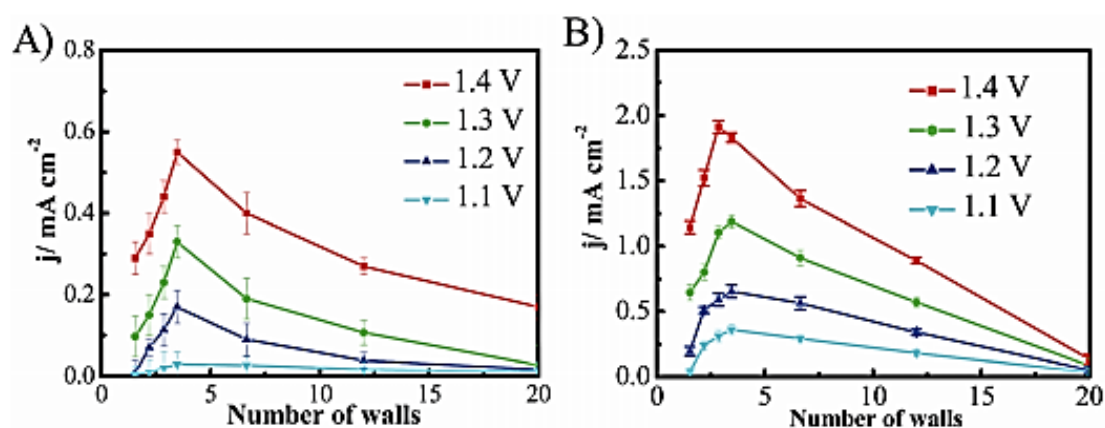 A)
0.8
0.6
0.4
0.2
0.0
j/ mA cm⁻²
1.4 V
1.3 V
1.2 V
1.1 V
0
5
10
15
20
Number of walls
B)
2.5
2.0
1.5
1.0
0.5
0.0
j/ mA cm⁻²
1.4 V
1.3 V
1.2 V
1.1 V
0
5
10
15
20
Number of walls